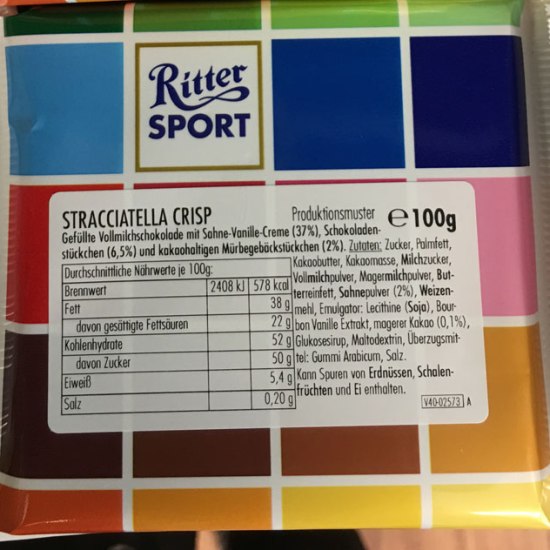 Ritter
SPORT
STRACCIATELLA CRISP Produktionsmuster ℮ 100g
Gefüllte Vollmilchschokolade mit Sahne-Vanille-Creme (37%), Schokoladen-
stückchen (6,5%) und kakaohaltigen Mürbegebäckstückchen (2%). Zutaten: Zucker, Palmfett,
Kakaobutter, Kakaomasse, Milchzucker,
Vollmilchpulver, Magermilchpulver, But-
terreinfett, Sahnepulver (2%), Weizen-
mehl, Emulgator: Lecithine (Soja), Bour-
bon Vanille Extrakt, magerer Kakao (0,1%),
Glukosesirup, Maltodextrin, Überzugsmit-
tel: Gummi Arabicum, Salz.
Kann Spuren von Erdnüssen, Schalen-
früchten und Ei enthalten.
Durchschnittliche Nährwerte je 100g:
Brennwert 2408 kJ 578 kcal
Fett 38 g
davon gesättigte Fettsäuren 22 g
Kohlenhydrate 52 g
davon Zucker 50 g
Eiweiß 5,4 g
Salz 0,20 g
V40-02573 A